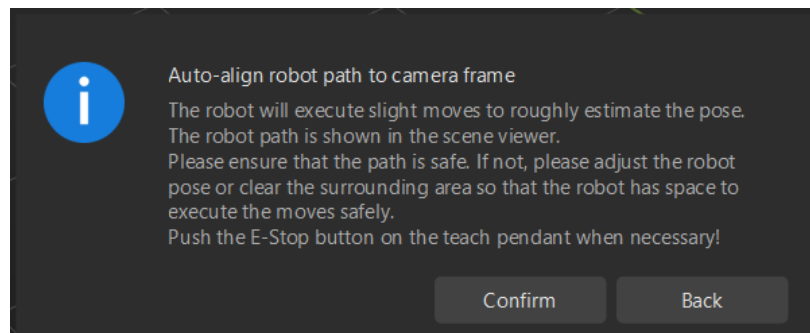 Auto-align robot path to camera frame
The robot will execute slight moves to roughly estimate the pose.
The robot path is shown in the scene viewer.
Please ensure that the path is safe. If not, please adjust the robot
pose or clear the surrounding area so that the robot has space to
execute the moves safely.
Push the E-Stop button on the teach pendant when necessary!
Confirm
Back